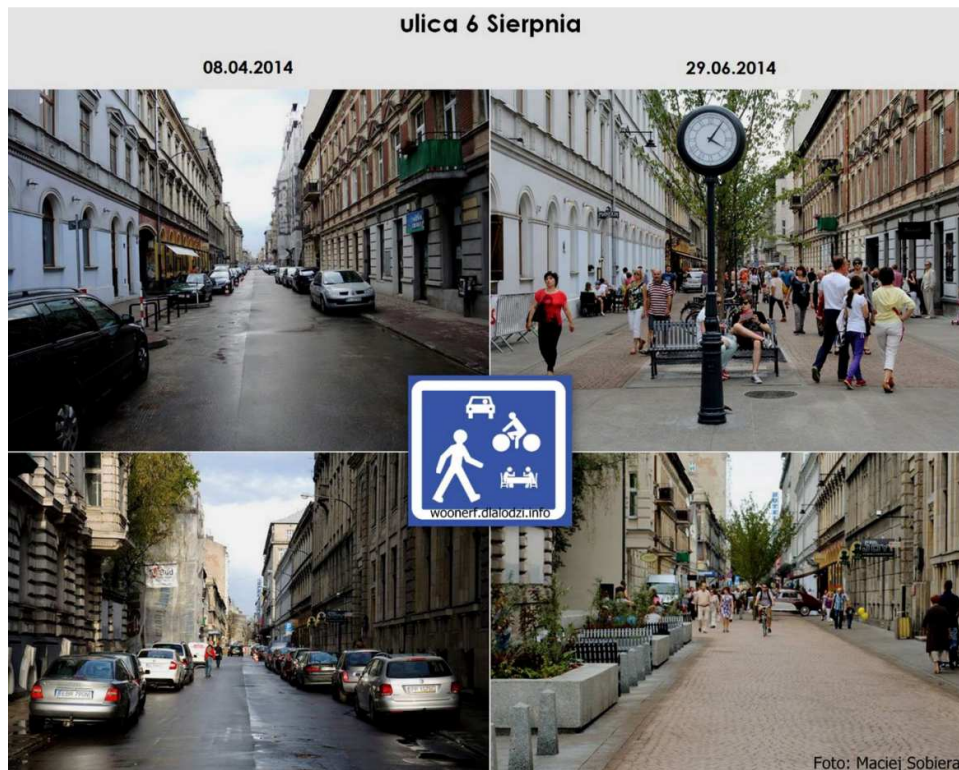 ulica 6 Sierpnia
08.04.2014
29.06.2014
woonerf.dlalodzi.info
Foto: Maciej Sobiera